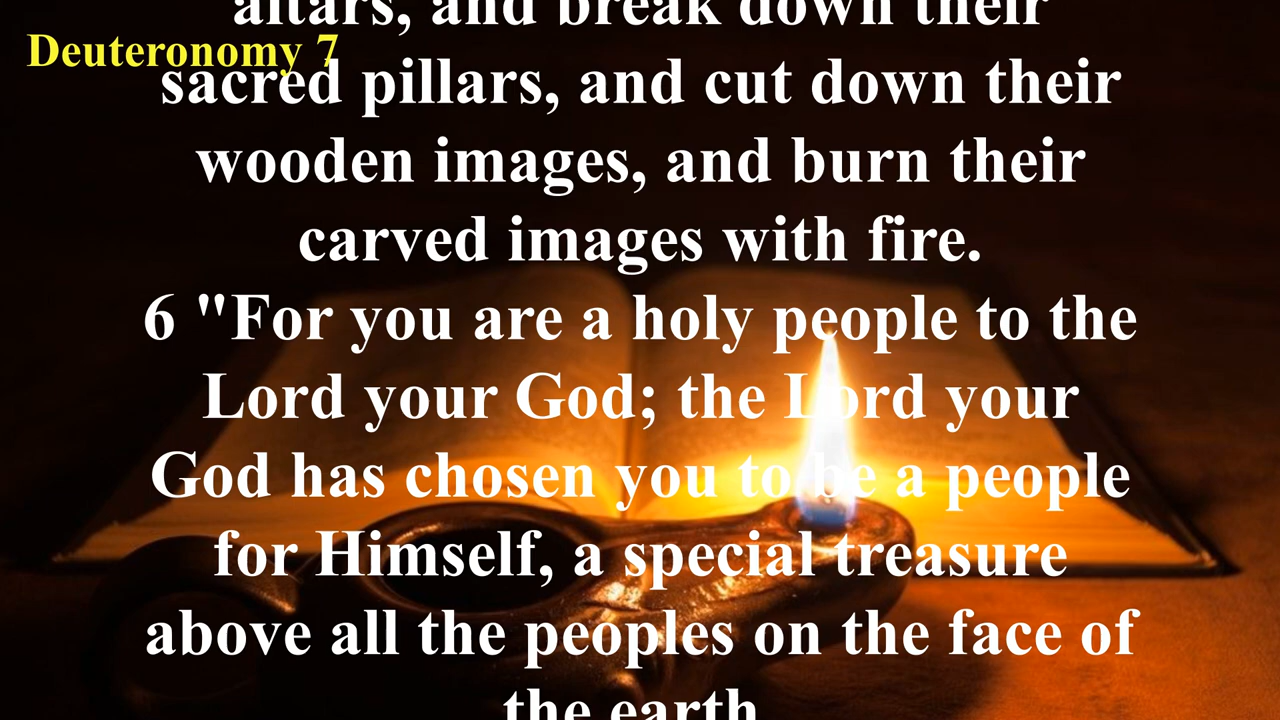 altars, and break down their
Deuteronomy 7
sacred pillars, and cut down their
wooden images, and burn their
carved images with fire.
6 "For you are a holy people to the
Lord your God; the Lord your
God has chosen you to be a people
for Himself, a special treasure
above all the peoples on the face of
the earth